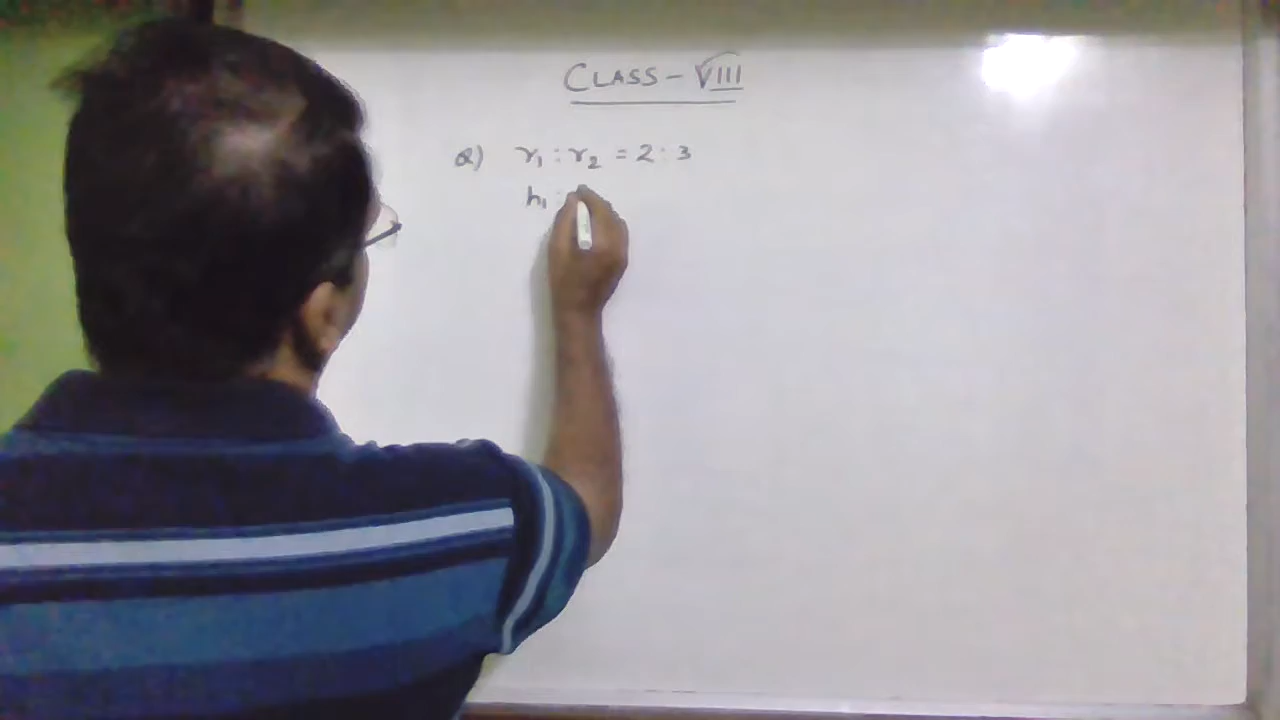 CLASS - VIII
Q) r₁ : r₂ = 2 : 3
h₁ :